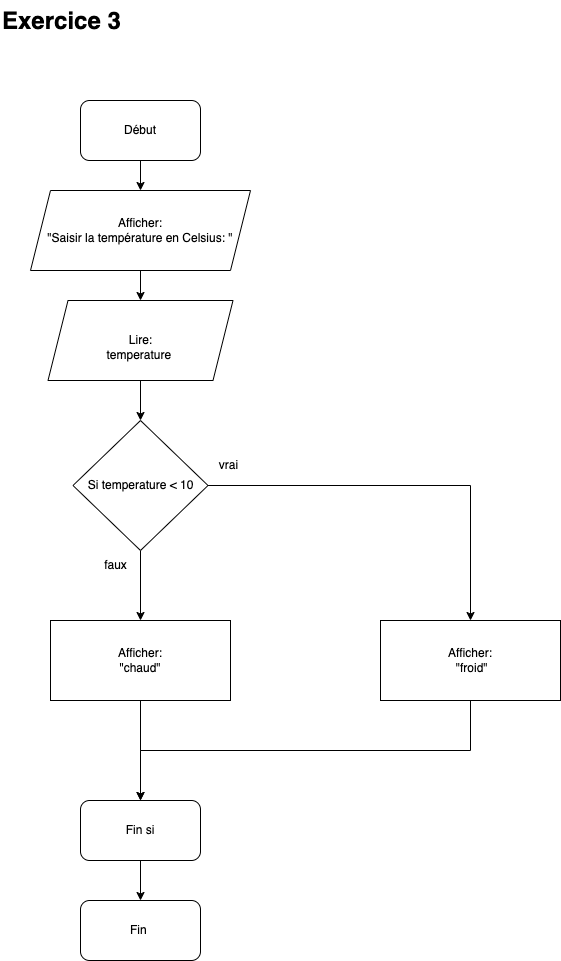 Exercice 3
Début
Afficher:
"Saisir la température en Celsius: "
Lire:
temperature
Si temperature < 10
vrai
faux
Afficher:
"chaud"
Afficher:
"froid"
Fin si
Fin